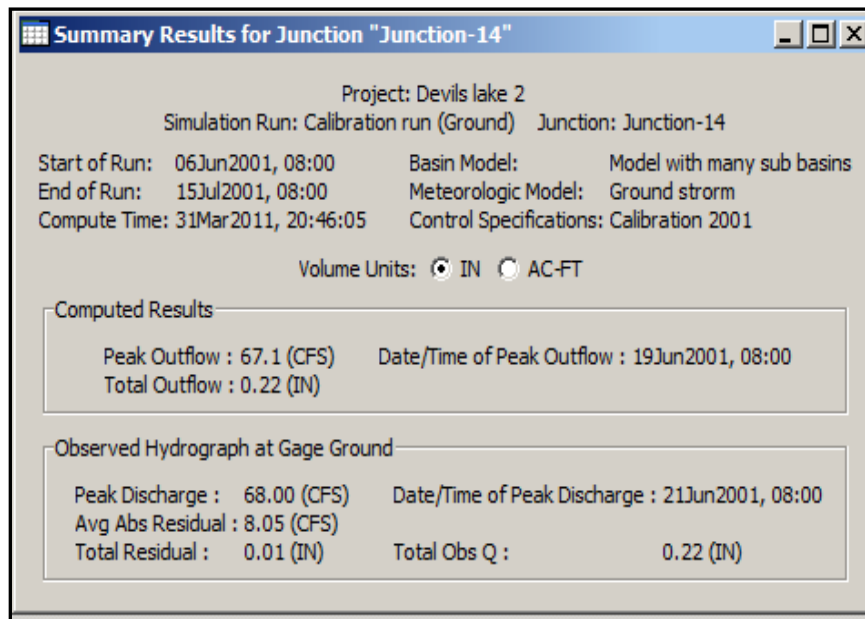 Summary Results for Junction "Junction-14"
Project: Devils lake 2
Simulation Run: Calibration run (Ground) Junction: Junction-14
Start of Run: 06Jun2001, 08:00 Basin Model: Model with many sub basins
End of Run: 15Jul2001, 08:00 Meteorologic Model: Ground strorm
Compute Time: 31Mar2011, 20:46:05 Control Specifications: Calibration 2001
Volume Units: IN AC-FT
Computed Results
Peak Outflow : 67.1 (CFS) Date/Time of Peak Outflow : 19Jun2001, 08:00
Total Outflow : 0.22 (IN)
Observed Hydrograph at Gage Ground
Peak Discharge : 68.00 (CFS) Date/Time of Peak Discharge : 21Jun2001, 08:00
Avg Abs Residual : 8.05 (CFS)
Total Residual : 0.01 (IN) Total Obs Q : 0.22 (IN)